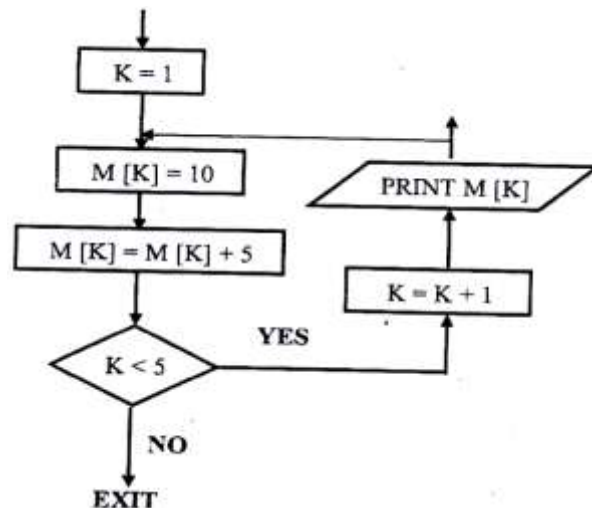 K = 1
M [K] = 10
M [K] = M [K] + 5
K < 5
YES
K = K + 1
PRINT M [K]
NO
EXIT